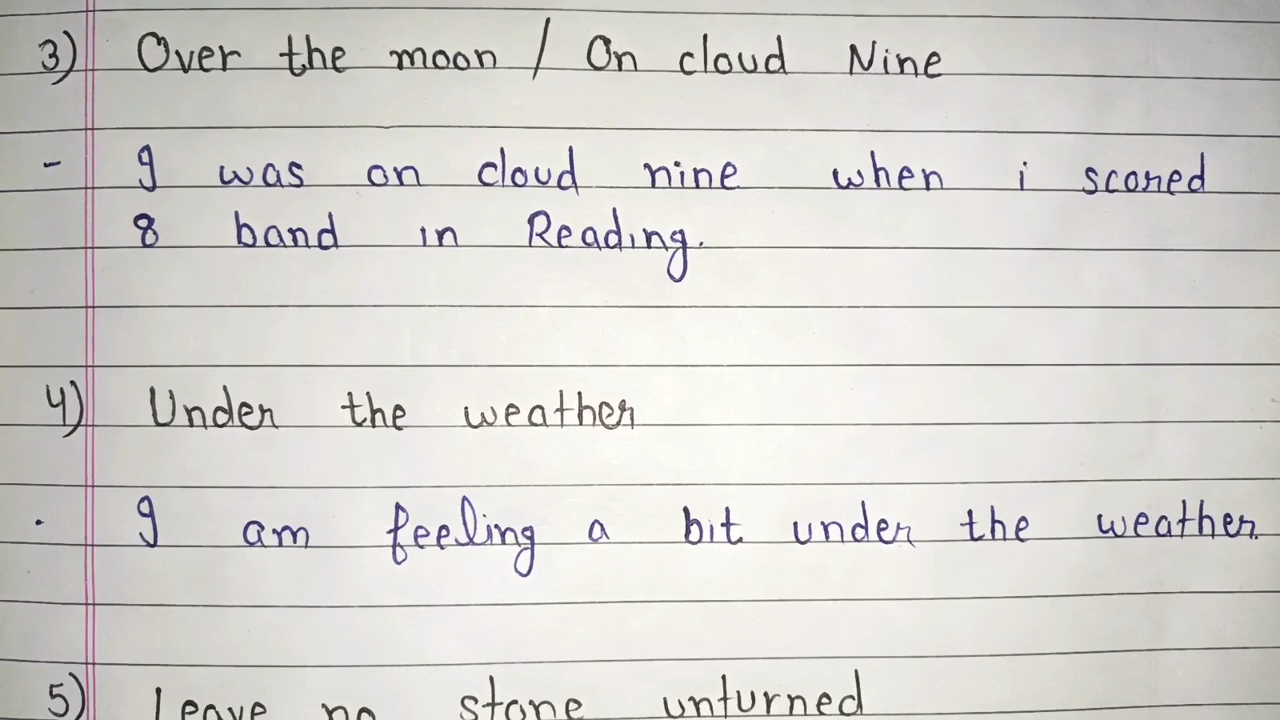 3) Over the moon / On cloud Nine
- I was on cloud nine when i scored
8 band in Reading.
4) Under the weather
. I am feeling a bit under the weather.
5) Leave no stone unturned